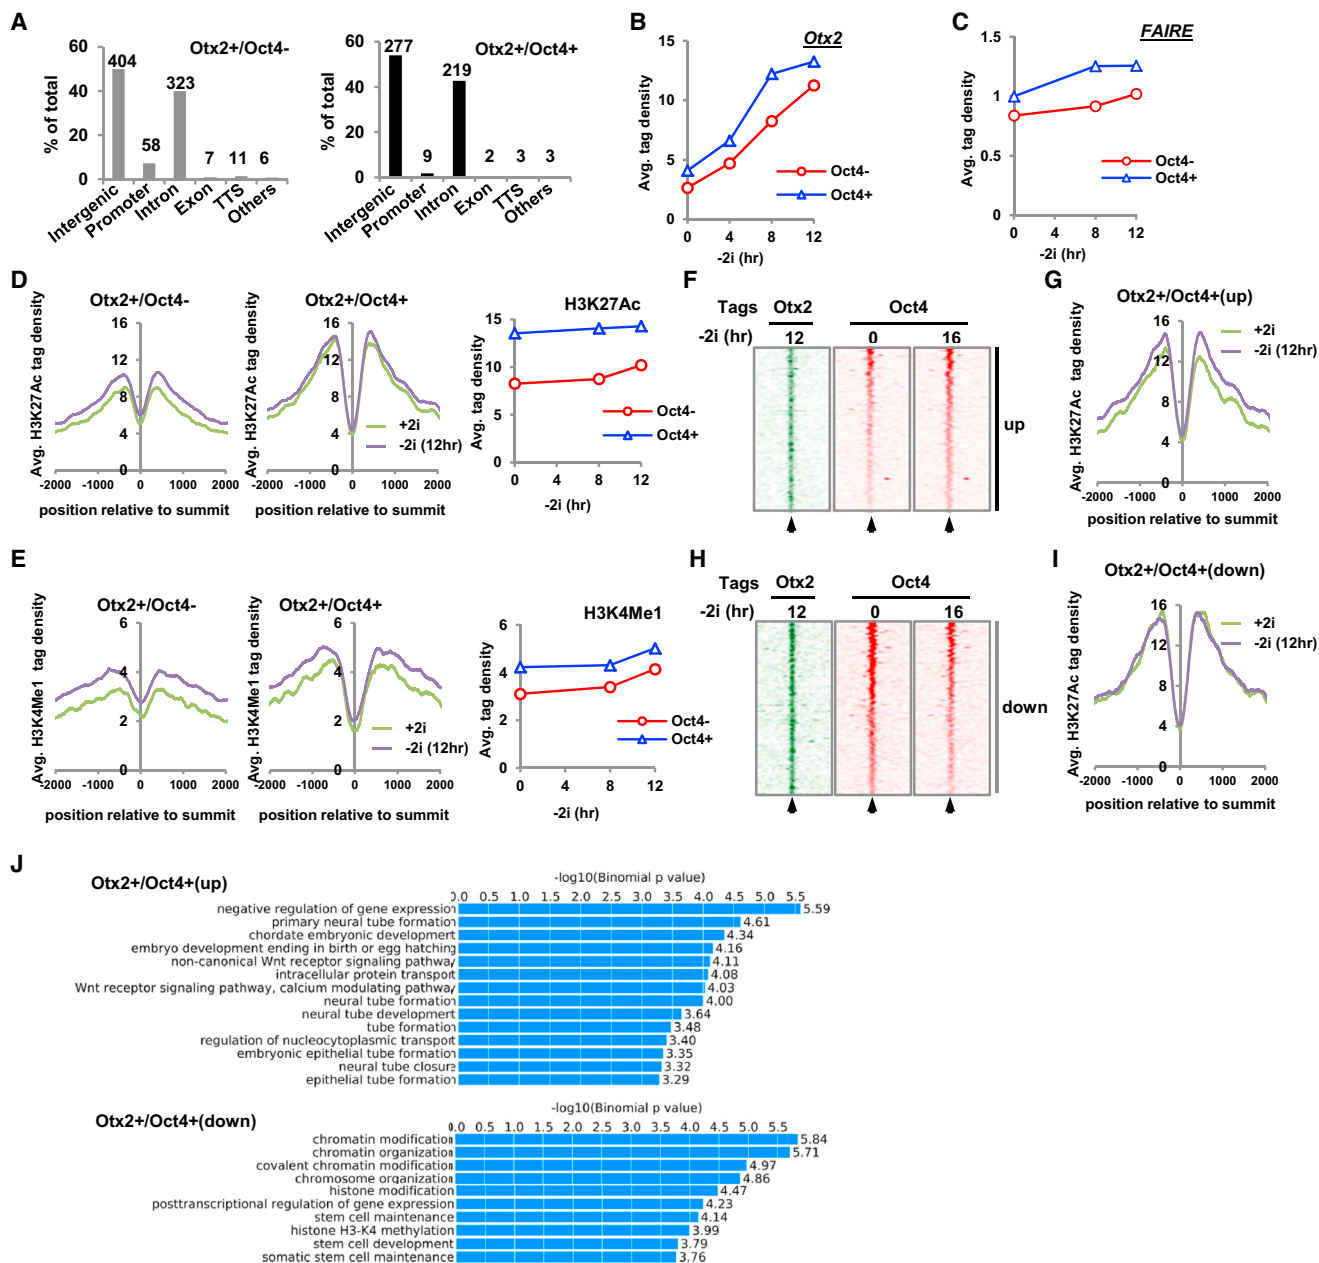 A
Otx2+/Oct4-
% of total
60
40
20
0
404
58
323
7
11
6
Intergenic
Promoter
Intron
Exon
TTS
Others
Otx2+/Oct4+
% of total
60
40
20
0
277
9
219
2
3
3
Intergenic
Promoter
Intron
Exon
TTS
Others
B
Otx2
Avg. tag density
15
10
5
0
0 4 8 12
-2i (hr)
Oct4-
Oct4+
C
FAIRE
Avg. tag density
1.5
1
0.5
0
0 4 8 12
-2i (hr)
Oct4-
Oct4+
D
Otx2+/Oct4-
Avg. H3K27Ac tag density
16
12
8
4
0
-2000 -1000 0 1000 2000
position relative to summit
Otx2+/Oct4+
Avg. H3K27Ac tag density
16
12
8
4
0
+2i
-2i (12hr)
-2000 -1000 0 1000 2000
position relative to summit
H3K27Ac
Avg. tag density
15
10
5
0
Oct4-
Oct4+
0 4 8 12
-2i (hr)
E
Otx2+/Oct4-
Avg. H3K4Me1 tag density
6
4
2
0
-2000 -1000 0 1000 2000
position relative to summit
Otx2+/Oct4+
Avg. H3K4Me1 tag density
6
4
2
0
+2i
-2i (12hr)
-2000 -1000 0 1000 2000
position relative to summit
H3K4Me1
Avg. tag density
6
4
2
0
Oct4-
Oct4+
0 4 8 12
-2i (hr)
F
Tags Otx2 Oct4
-2i (hr) 12 0 16
up
G
Otx2+/Oct4+(up)
Avg. H3K27Ac tag density
16
12
8
4
0
+2i
-2i (12hr)
-2000 -1000 0 1000 2000
position relative to summit
H
Tags Otx2 Oct4
-2i (hr) 12 0 16
down
I
Otx2+/Oct4+(down)
Avg. H3K27Ac tag density
16
12
8
4
0
+2i
-2i (12hr)
-2000 -1000 0 1000 2000
position relative to summit
J
Otx2+/Oct4+(up)
-log10(Binomial p value)
0.0 0.5 1.0 1.5 2.0 2.5 3.0 3.5 4.0 4.5 5.0 5.5
negative regulation of gene expression 5.59
primary neural tube formation 4.61
chordate embryonic development 4.34
embryo development ending in birth or egg hatching 4.16
non-canonical Wnt receptor signaling pathway 4.11
intracellular protein transport 4.08
Wnt receptor signaling pathway, calcium modulating pathway 4.03
neural tube formation 4.00
neural tube development 3.64
tube formation 3.48
regulation of nucleocytoplasmic transport 3.40
embryonic epithelial tube formation 3.35
neural tube closure 3.32
epithelial tube formation 3.29
Otx2+/Oct4+(down)
-log10(Binomial p value)
0.0 0.5 1.0 1.5 2.0 2.5 3.0 3.5 4.0 4.5 5.0 5.5
chromatin modification 5.84
chromatin organization 5.71
covalent chromatin modification 4.97
chromosome organization 4.86
histone modification 4.47
posttranscriptional regulation of gene expression 4.23
stem cell maintenance 4.14
histone H3-K4 methylation 3.99
stem cell development 3.79
somatic stem cell maintenance 3.76